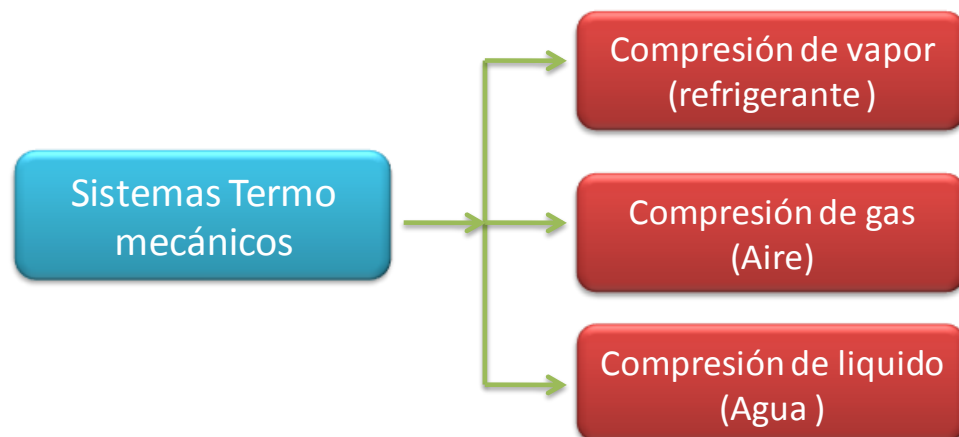 Sistemas Termo
mecánicos
Compresión de vapor
(refrigerante )
Compresión de gas
(Aire)
Compresión de liquido
(Agua )